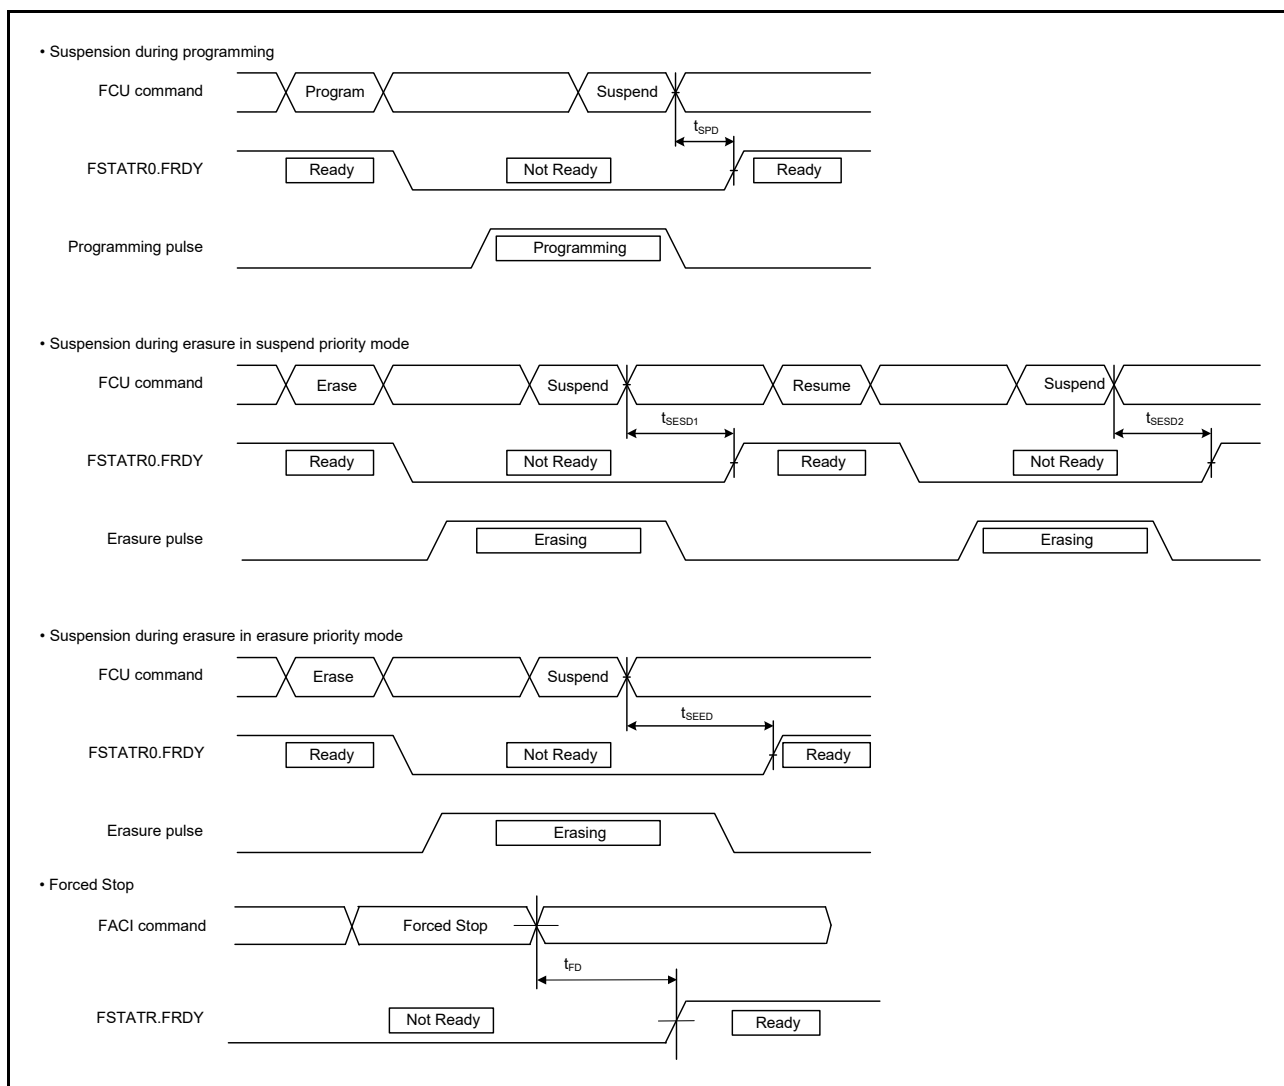 • Suspension during programming
FCU command Program Suspend
tSPD
FSTATR0.FRDY Ready Not Ready Ready
Programming pulse Programming
• Suspension during erasure in suspend priority mode
FCU command Erase Suspend Resume Suspend
tSESD1 tSESD2
FSTATR0.FRDY Ready Not Ready Ready Not Ready
Erasure pulse Erasing Erasing
• Suspension during erasure in erasure priority mode
FCU command Erase Suspend
tSEED
FSTATR0.FRDY Ready Not Ready Ready
Erasure pulse Erasing
• Forced Stop
FACI command Forced Stop
tFD
FSTATR.FRDY Not Ready Ready